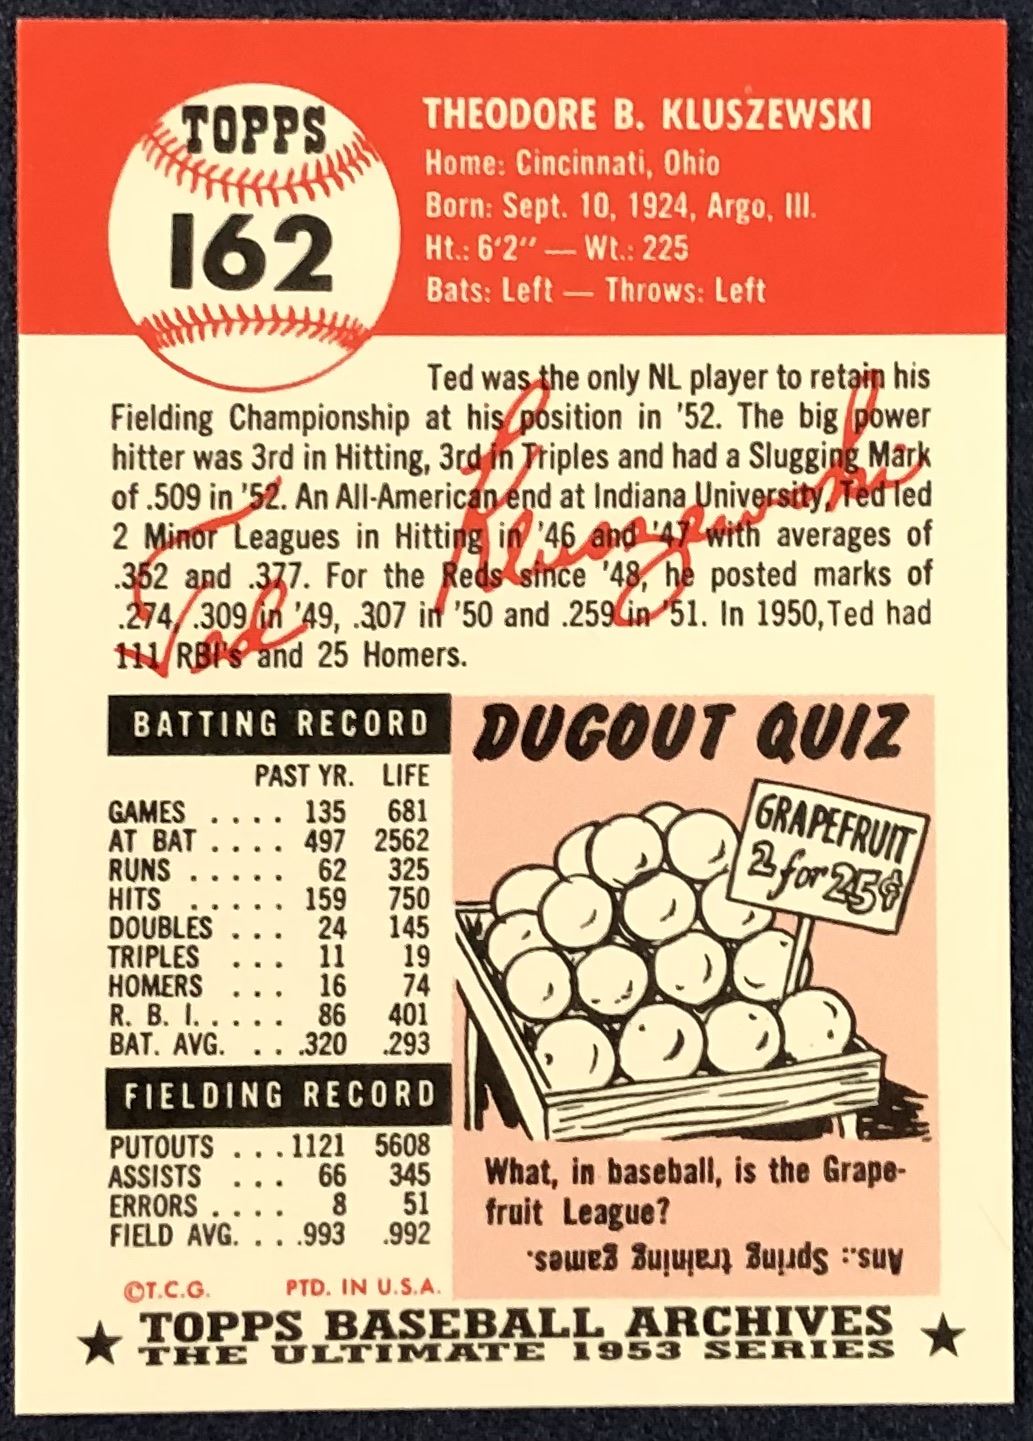 TOPPS
162
THEODORE B. KLUSZEWSKI
Home: Cincinnati, Ohio
Born: Sept. 10, 1924, Argo, Ill.
Ht.: 6'2" — Wt.: 225
Bats: Left — Throws: Left
Ted was the only NL player to retain his
Fielding Championship at his position in '52. The big power
hitter was 3rd in Hitting, 3rd in Triples and had a Slugging Mark
of .509 in '52. An All-American end at Indiana University, Ted led
2 Minor Leagues in Hitting in '46 and '47 with averages of
.352 and .377. For the Reds since '48, he posted marks of
.274, .309 in '49, .307 in '50 and .259 in '51. In 1950, Ted had
111 RBI's and 25 Homers.
Ted Kluszewski
BATTING RECORD
PAST YR. LIFE
GAMES .... 135 681
AT BAT .... 497 2562
RUNS ..... 62 325
HITS ..... 159 750
DOUBLES ... 24 145
TRIPLES ... 11 19
HOMERS ... 16 74
R. B. I. .... 86 401
BAT. AVG. .. .320 .293
FIELDING RECORD
PUTOUTS ... 1121 5608
ASSISTS ... 66 345
ERRORS .... 8 51
FIELD AVG. ... .993 .992
©T.C.G. PTD. IN U.S.A.
DUGOUT QUIZ
GRAPEFRUIT
2 for 25¢
What, in baseball, is the Grape-
fruit League?
Ans.: Spring training games.
TOPPS BASEBALL ARCHIVES
THE ULTIMATE 1953 SERIES